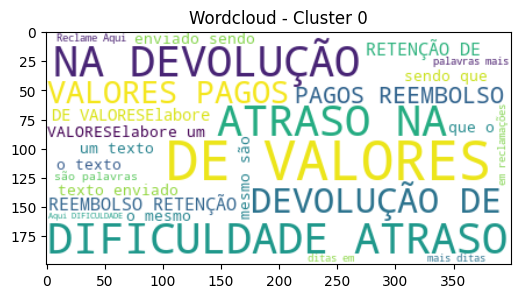 Wordcloud - Cluster 0
Reclame Aqui
enviado sendo
RETENÇÃO DE
NA DEVOLUÇÃO
palavras mais
sendo que
VALORES PAGOS
PAGOS REEMBOLSO
DE VALORESElabore
ATRASO NA
em reclamações
VALORESElabore um
que o
um texto
DE VALORES
mesmo são
o texto
são palavras
texto enviado
DEVOLUÇÃO DE
REEMBOLSO RETENÇÃO
Aqui DIFICULDADE
o mesmo
DIFICULDADE ATRASO
ditas em
mais ditas
0
25
50
75
100
125
150
175
0 50 100 150 200 250 300 350